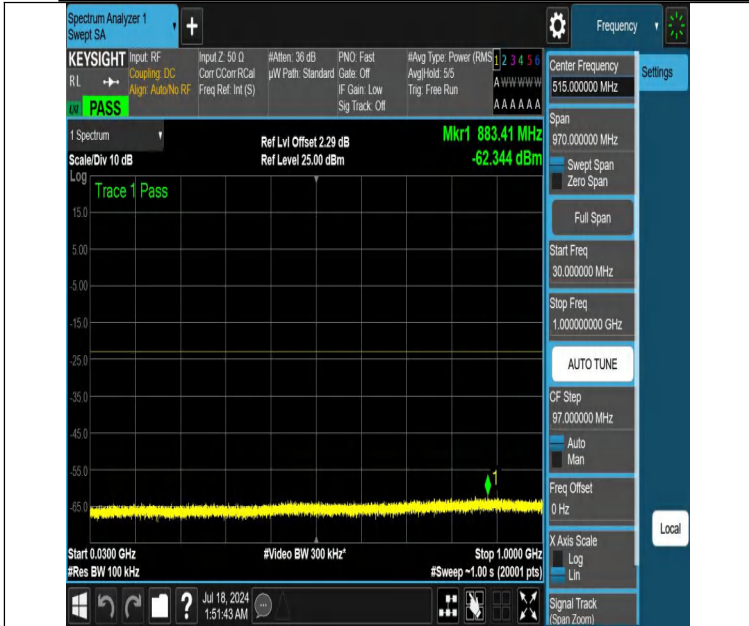 Spectrum Analyzer 1
Swept SA
Frequency
KEYSIGHT
RL
PASS
Input: RF
Coupling: DC
Align: Auto/No RF
Input Z: 50 Ω
Corr CCorr RCal
Freq Ref: Int (S)
#Atten: 36 dB
µW Path: Standard
PNO: Fast
Gate: Off
IF Gain: Low
Sig Track: Off
#Avg Type: Power (RMS
Avg|Hold: 5/5
Trig: Free Run
1 2 3 4 5 6
A W W W W W
A A A A A A
1 Spectrum
Scale/Div 10 dB
Ref Lvl Offset 2.29 dB
Ref Level 25.00 dBm
Mkr1 883.41 MHz
-62.344 dBm
Log
Trace 1 Pass
15.0
5.00
-5.00
-15.0
-25.0
-35.0
-45.0
-55.0
-65.0
1
Start 0.0300 GHz
#Res BW 100 kHz
#Video BW 300 kHz*
Stop 1.0000 GHz
#Sweep ~1.00 s (20001 pts)
?
Jul 18, 2024
1:51:43 AM
Center Frequency
515.000000 MHz
Settings
Span
970.000000 MHz
Swept Span
Zero Span
Full Span
Start Freq
30.000000 MHz
Stop Freq
1.000000000 GHz
AUTO TUNE
CF Step
97.000000 MHz
Auto
Man
Freq Offset
0 Hz
Local
X Axis Scale
Log
Lin
Signal Track
(Span Zoom)